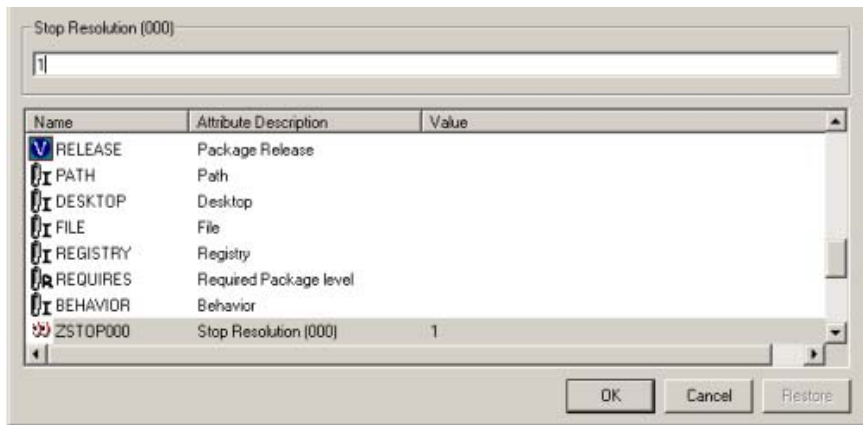 Stop Resolution (000)
1
Name Attribute Description Value
V RELEASE Package Release
I PATH Path
I DESKTOP Desktop
I FILE File
I REGISTRY Registry
R REQUIRES Required Package level
I BEHAVIOR Behavior
ZSTOP000 Stop Resolution (000) 1
OK Cancel Restore